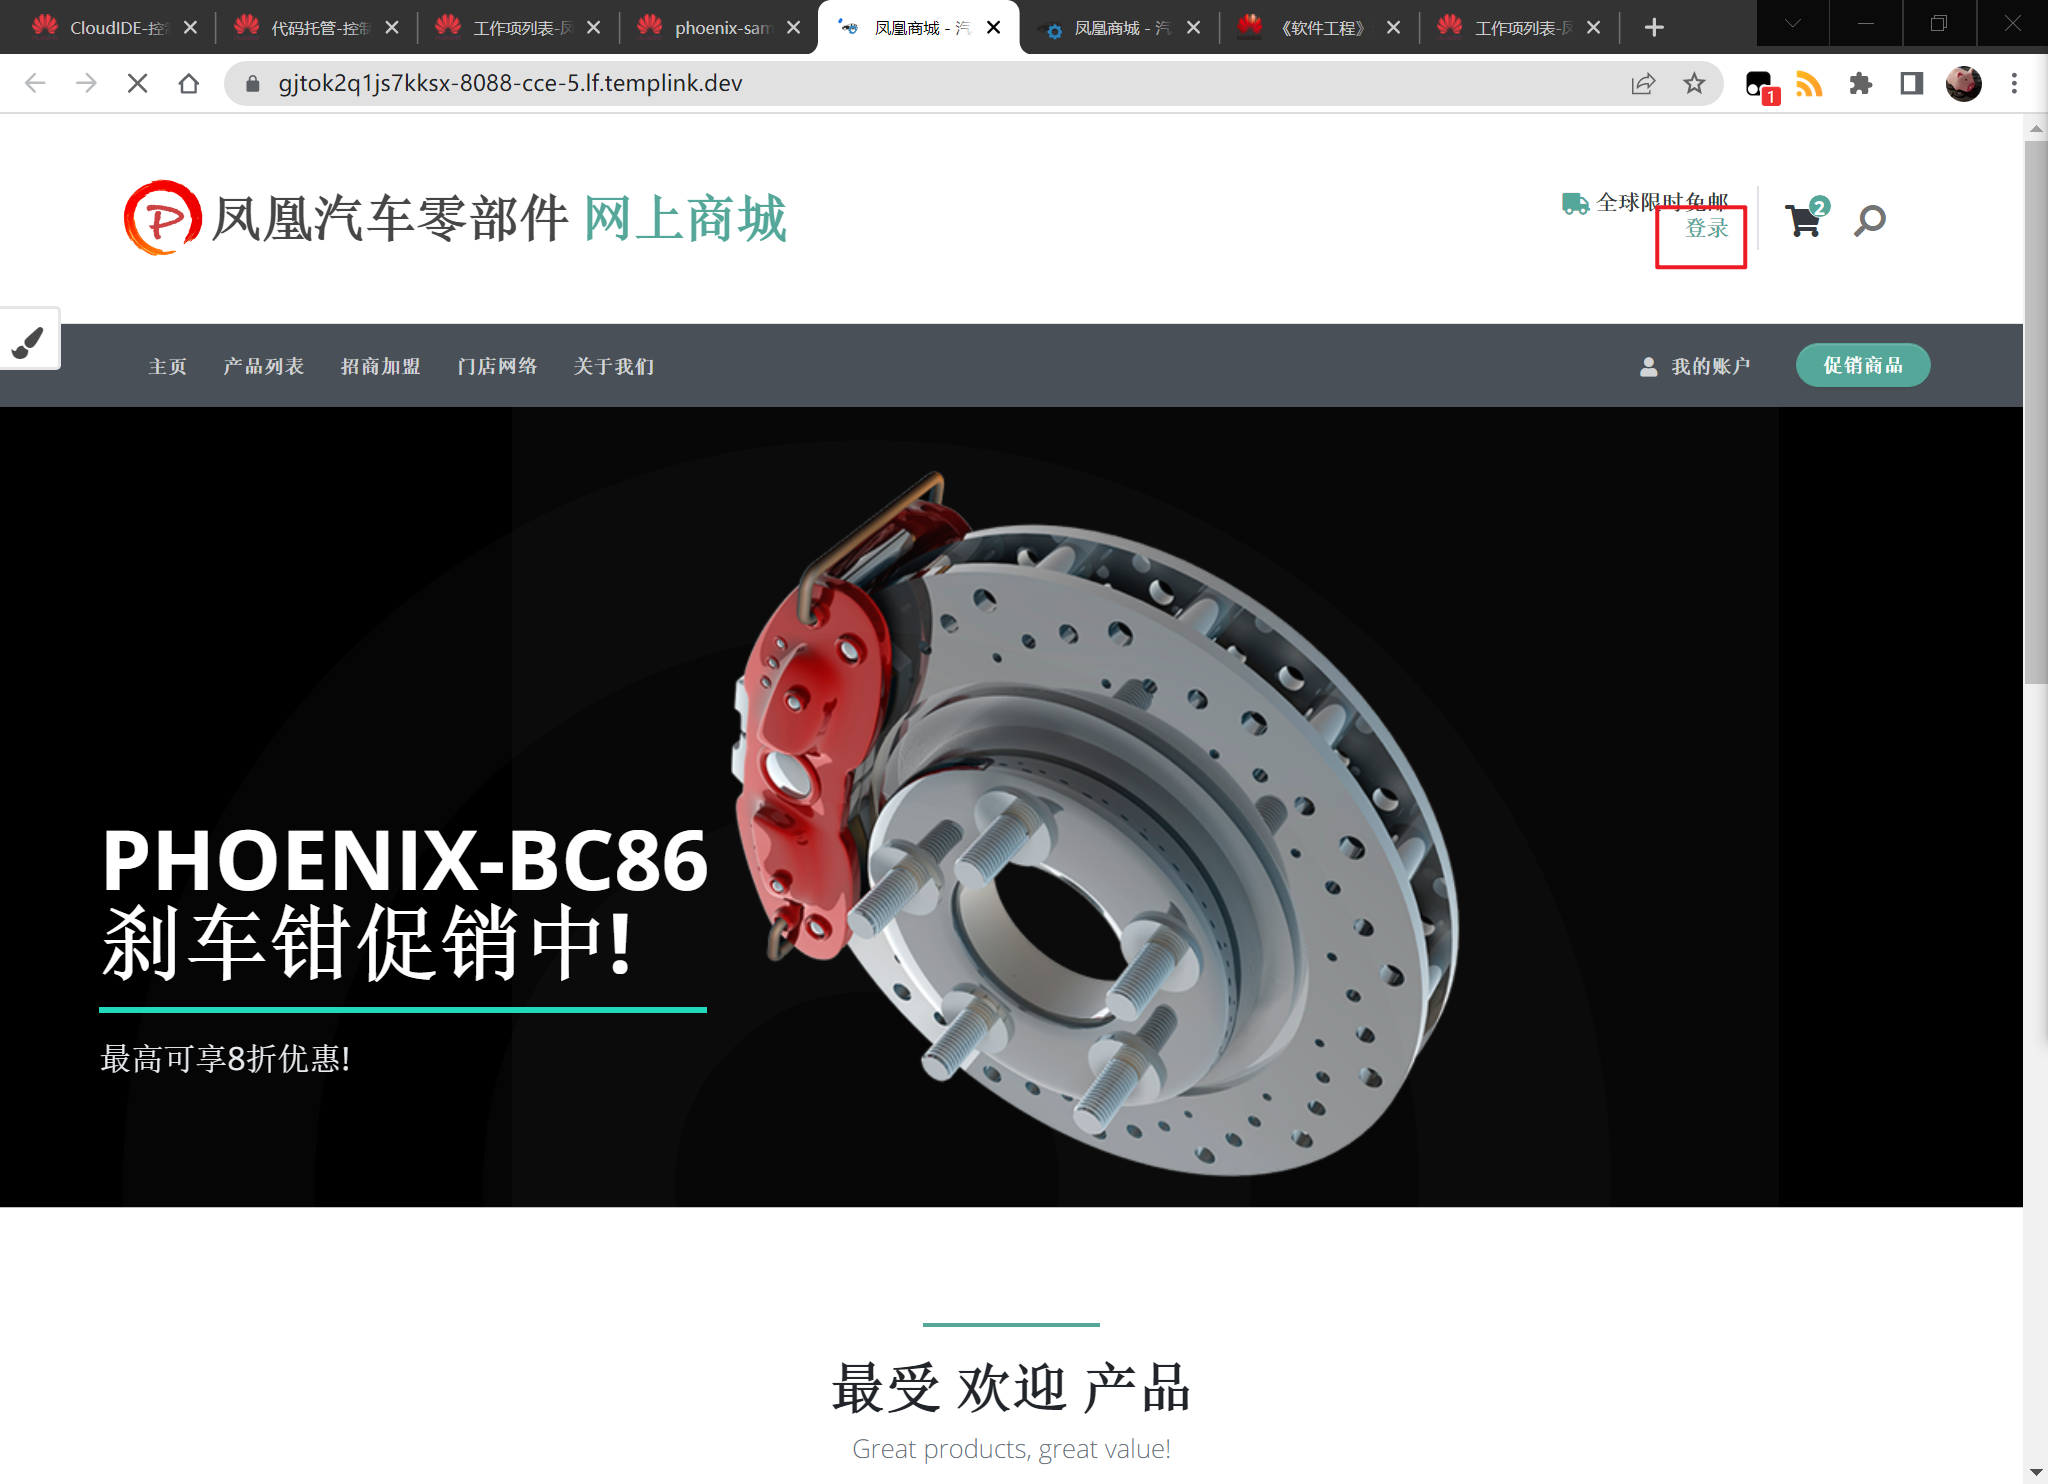 CloudIDE-控
代码托管-控制
工作项列表-凤
phoenix-sam
凤凰商城 - 汽
凤凰商城 - 汽
《软件工程》
工作项列表-凤
gjtok2q1js7kksx-8088-cce-5.lf.templink.dev
1
凤凰汽车零部件 网上商城
全球限时免邮
登录
2
主页
产品列表
招商加盟
门店网络
关于我们
我的账户
促销商品
PHOENIX-BC86
刹车钳促销中!
最高可享8折优惠!
最受 欢迎 产品
Great products, great value!